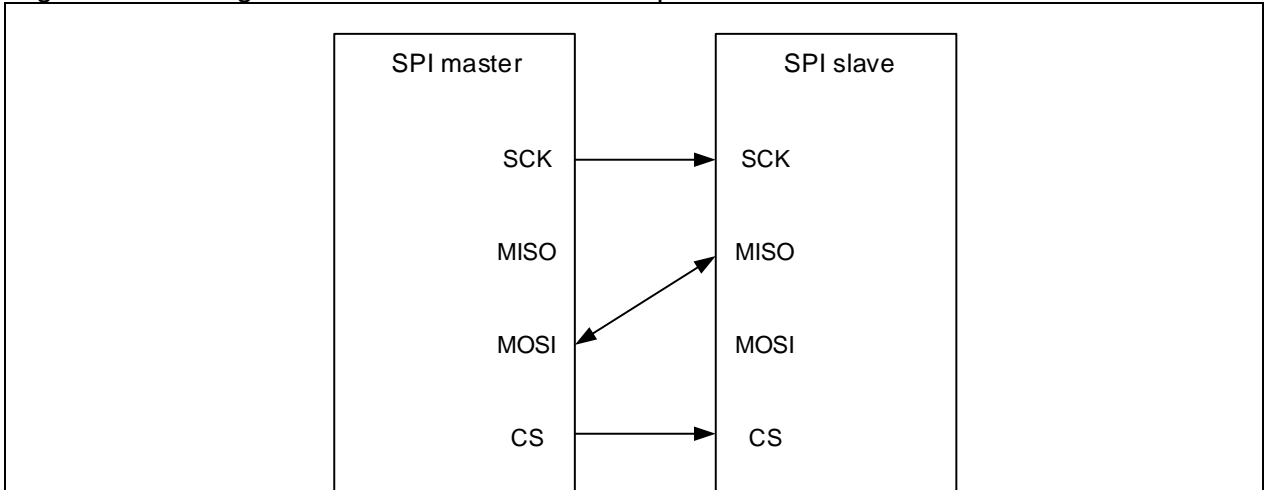 SPI master SPI slave
SCK SCK
MISO MISO
MOSI MOSI
CS CS